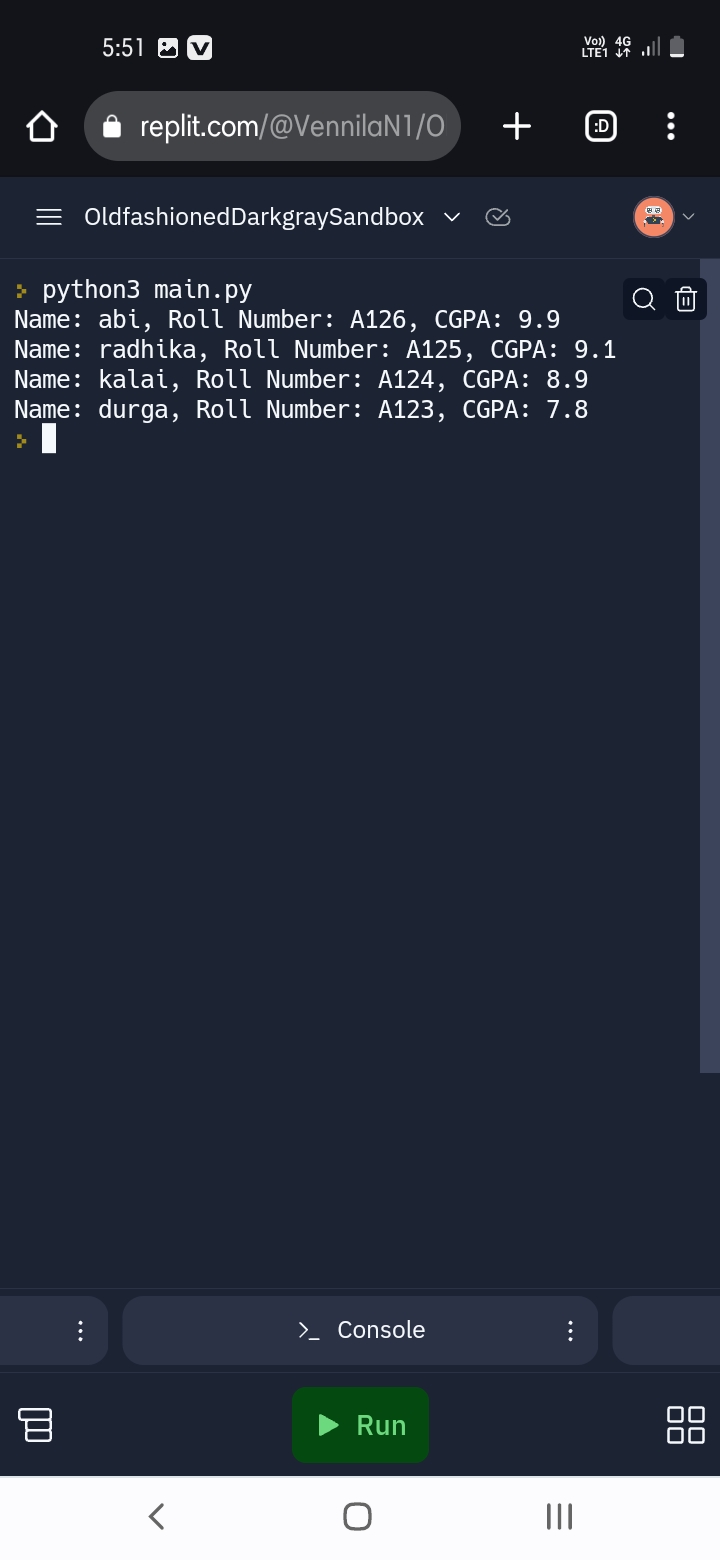 5:51
Vo)) 4G
LTE1
replit.com/@VennilaN1/O
:D
OldfashionedDarkgraySandbox
python3 main.py
Name: abi, Roll Number: A126, CGPA: 9.9
Name: radhika, Roll Number: A125, CGPA: 9.1
Name: kalai, Roll Number: A124, CGPA: 8.9
Name: durga, Roll Number: A123, CGPA: 7.8
Console
Run